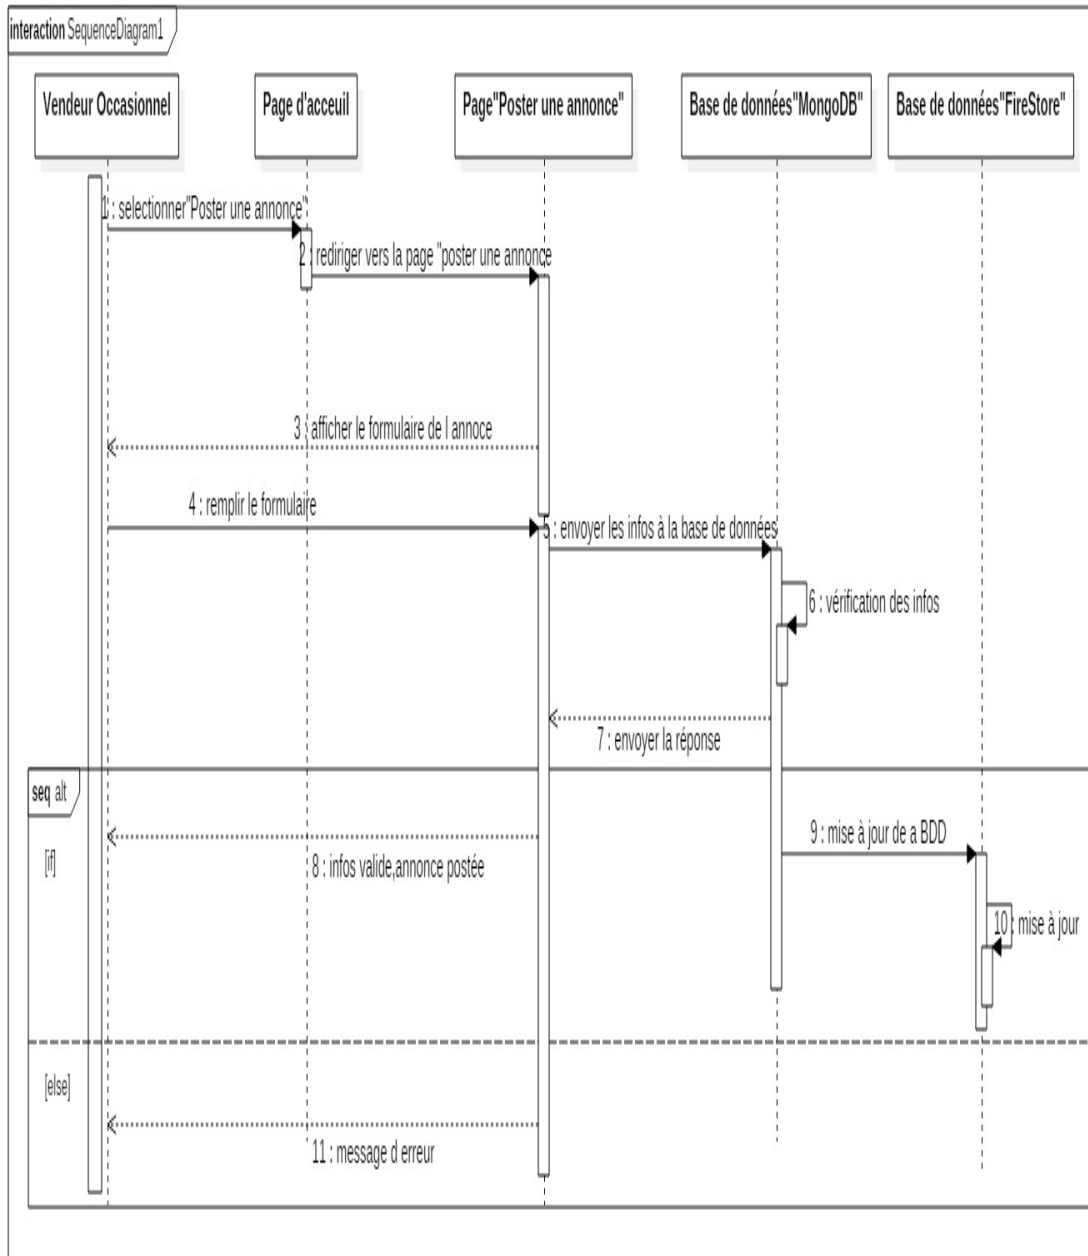 interaction SequenceDiagram1
Vendeur Occasionnel
Page d'acceuil
Page"Poster une annonce"
Base de données"MongoDB"
Base de données"FireStore"
1 : selectionner"Poster une annonce"
2 : rediriger vers la page "poster une annonce
3 : afficher le formulaire de l annoce
4 : remplir le formulaire
5 : envoyer les infos à la base de données
6 : vérification des infos
7 : envoyer la réponse
seq alt
9 : mise à jour de a BDD
[if]
8 : infos valide,annonce postée
10 : mise à jour
[else]
11 : message d erreur